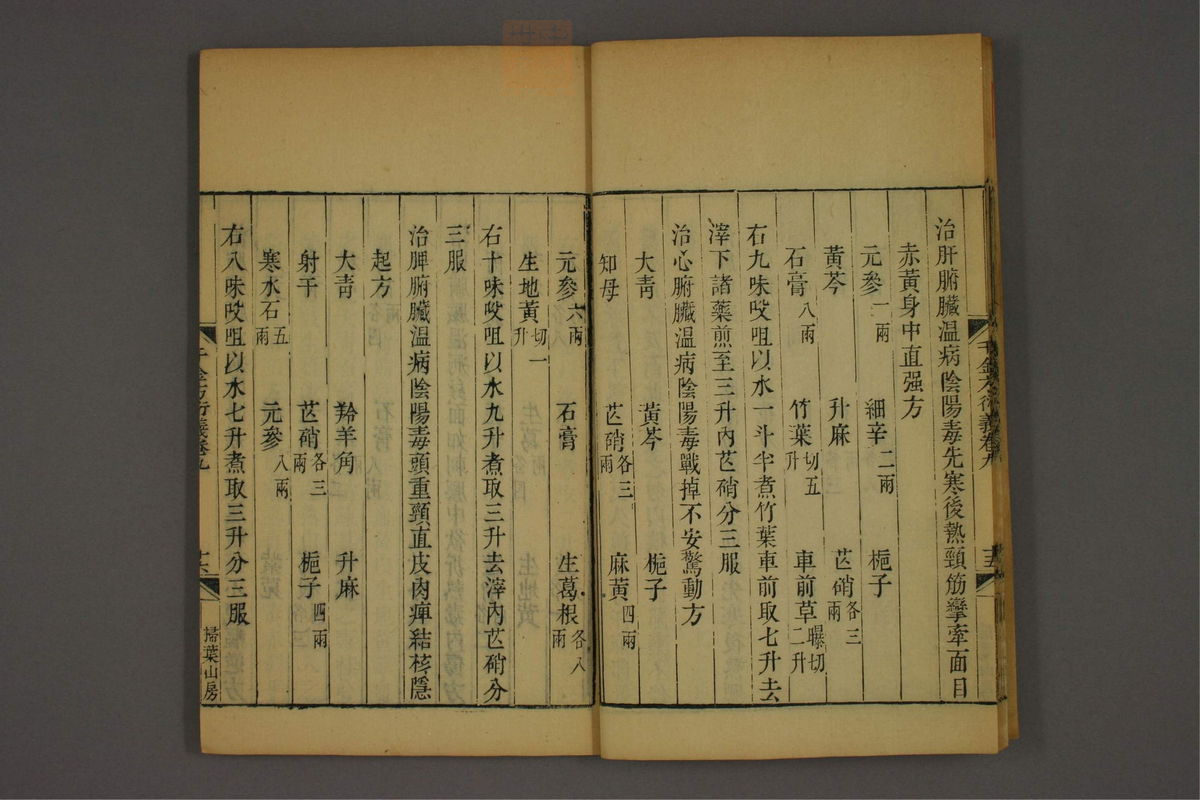 治肝腑臓温病陰陽毒先寒後熱頸筋攣牽面目
赤黃身中直强方
元參一兩 細辛二兩 梔子
黃芩 升麻 芒硝各三兩
石膏八兩 竹葉切五升 車前草曝切二升
右九味㕮咀以水一斗半煮竹葉車前取七升去
滓下諸藥煎至三升內芒硝分三服
治心腑臓温病陰陽毒戰掉不安驚動方
大青 黃芩 梔子
知母 芒硝各三兩 麻黃四兩
元參六兩 石膏 生葛根各八兩
生地黃切一升
右十味㕮咀以水九升煮取三升去滓內芒硝分
三服
治脾腑臓温病陰陽毒頭重頸直皮肉痺結核隱
起方
大青 羚羊角 升麻
射干 芒硝各三兩 梔子四兩
寒水石五兩 元參八兩
右八味㕮咀以水七升煮取三升分三服
千金方衍義卷九
掃葉山房